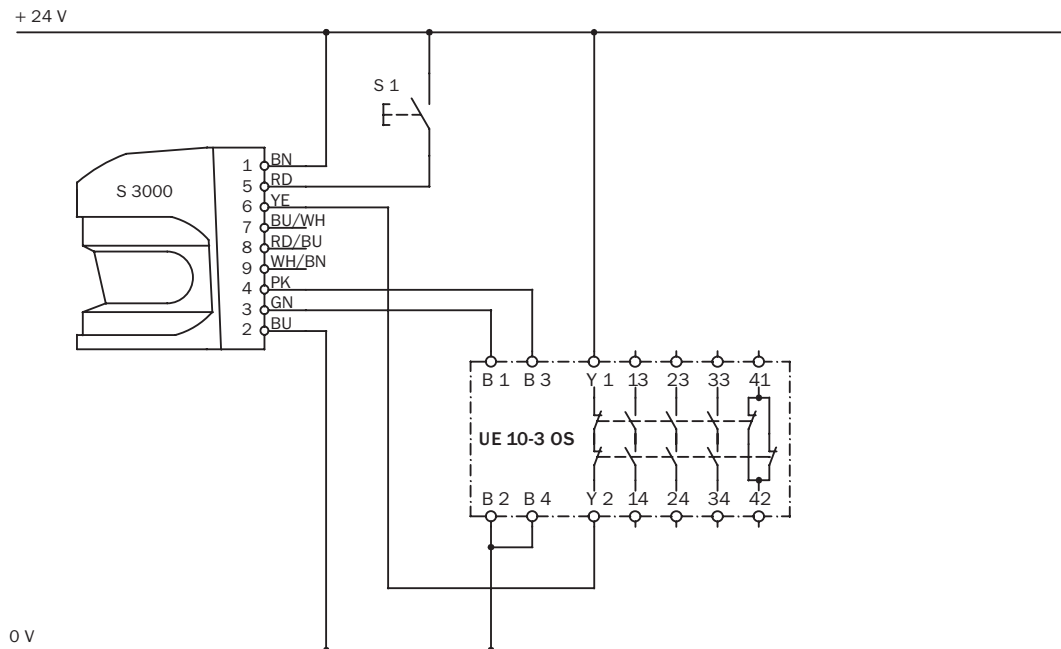 + 24 V
S 1
S 3000
1 BN
5 RD
6 YE
7 BU/WH
8 RD/BU
9 WH/BN
4 PK
3 GN
2 BU
B 1 B 3 Y 1 13 23 33 41
UE 10-3 OS
B 2 B 4 Y 2 14 24 34 42
0 V